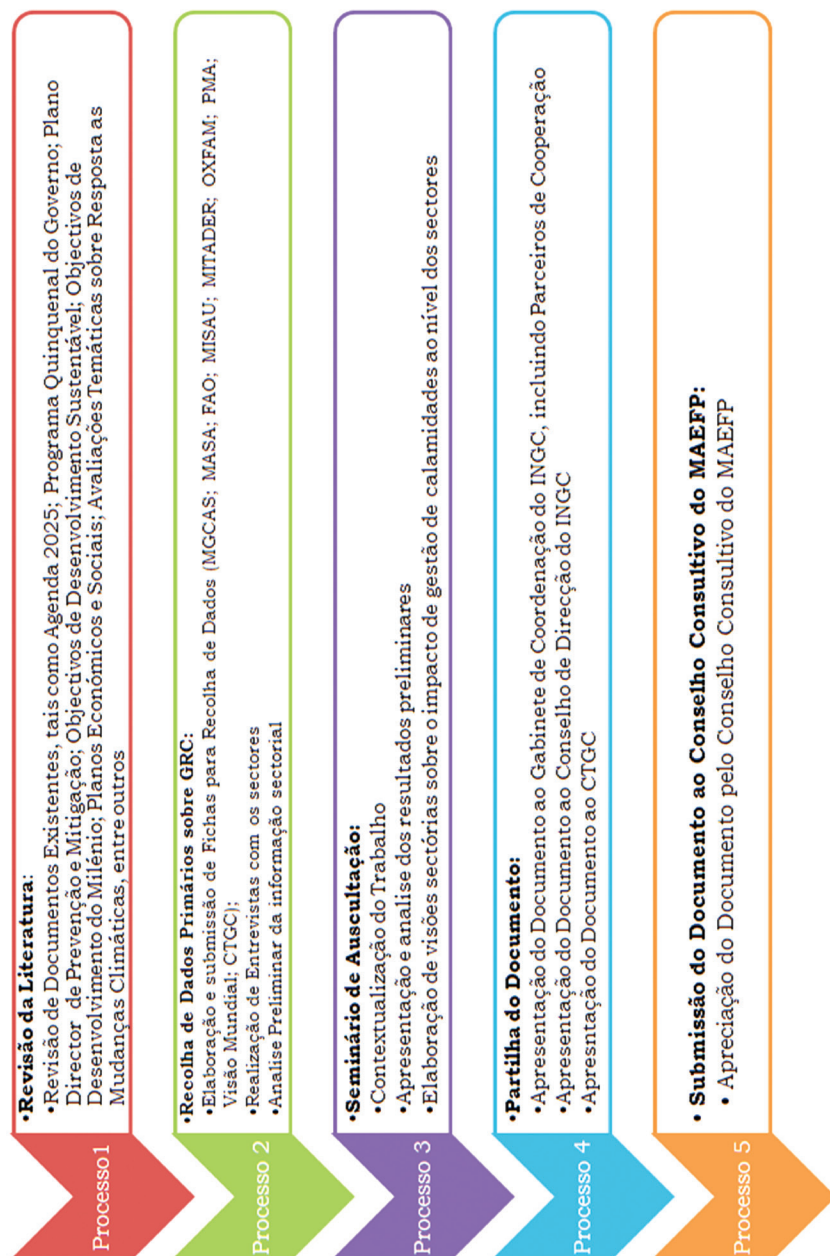 Processo1
•Revisão da Literatura:
•Revisão de Documentos Existentes, tais como Agenda 2025; Programa Quinquenal do Governo; Plano
Director de Prevenção e Mitigação; Objectivos de Desenvolvimento Sustentável; Objectivos de
Desenvolvimento do Milénio; Planos Económicos e Sociais; Avaliações Temáticas sobre Resposta as
Mudanças Climáticas, entre outros
Processo 2
•Recolha de Dados Primários sobre GRC:
•Elaboração e submissão de Fichas para Recolha de Dados (MGCAS; MASA; FAO; MISAU; MITADER; OXFAM; PMA;
Visão Mundial; CTGC);
•Realização de Entrevistas com os sectores
•Analise Preliminar da informação sectorial
Processo 3
•Seminário de Auscultação:
•Contextualização do Trabalho
•Apresentação e analise dos resultados preliminares
•Elaboração de visões sectórias sobre o impacto de gestão de calamidades ao nível dos sectores
Processo 4
•Partilha do Documento:
•Apresentação do Documento ao Gabinete de Coordenação do INGC, incluindo Parceiros de Cooperação
•Apresentação do Documento ao Conselho de Direcção do INGC
•Apresntação do Documento ao CTGC
Processo 5
• Submissão do Documento ao Conselho Consultivo do MAEFP:
• Apreciação do Documento pelo Conselho Consultivo do MAEFP